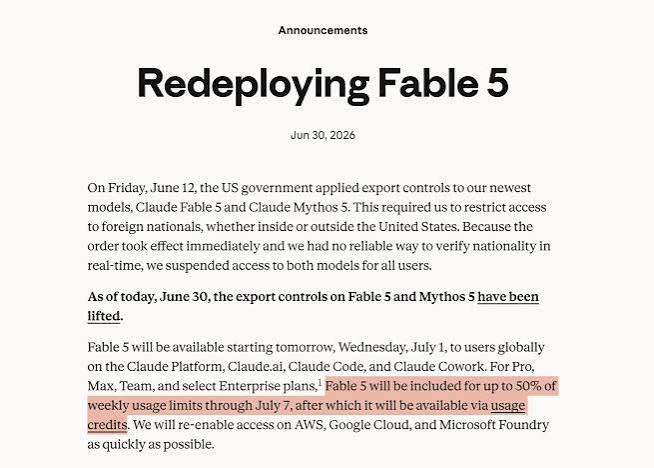 Announcements
Redeploying Fable 5
Jun 30, 2026
On Friday, June 12, the US government applied export controls to our newest
models, Claude Fable 5 and Claude Mythos 5. This required us to restrict access
to foreign nationals, whether inside or outside the United States. Because the
order took effect immediately and we had no reliable way to verify nationality in
real-time, we suspended access to both models for all users.
As of today, June 30, the export controls on Fable 5 and Mythos 5 have been
lifted.
Fable 5 will be available starting tomorrow, Wednesday, July 1, to users globally
on the Claude Platform, Claude.ai, Claude Code, and Claude Cowork. For Pro,
Max, Team, and select Enterprise plans,¹ Fable 5 will be included for up to 50% of
weekly usage limits through July 7, after which it will be available via usage
credits. We will re-enable access on AWS, Google Cloud, and Microsoft Foundry
as quickly as possible.